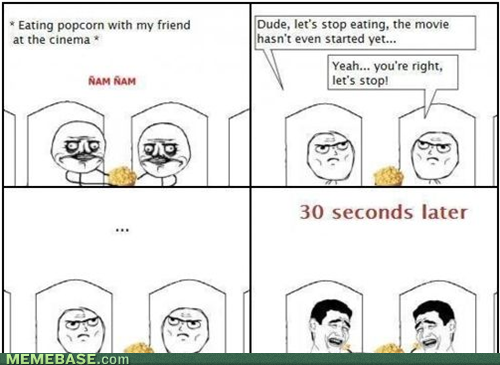 * Eating popcorn with my friend
at the cinema *
ÑAM ÑAM
Dude, let's stop eating, the movie
hasn't even started yet...
Yeah... you're right,
let's stop!
...
30 seconds later
MEMEBASE.com